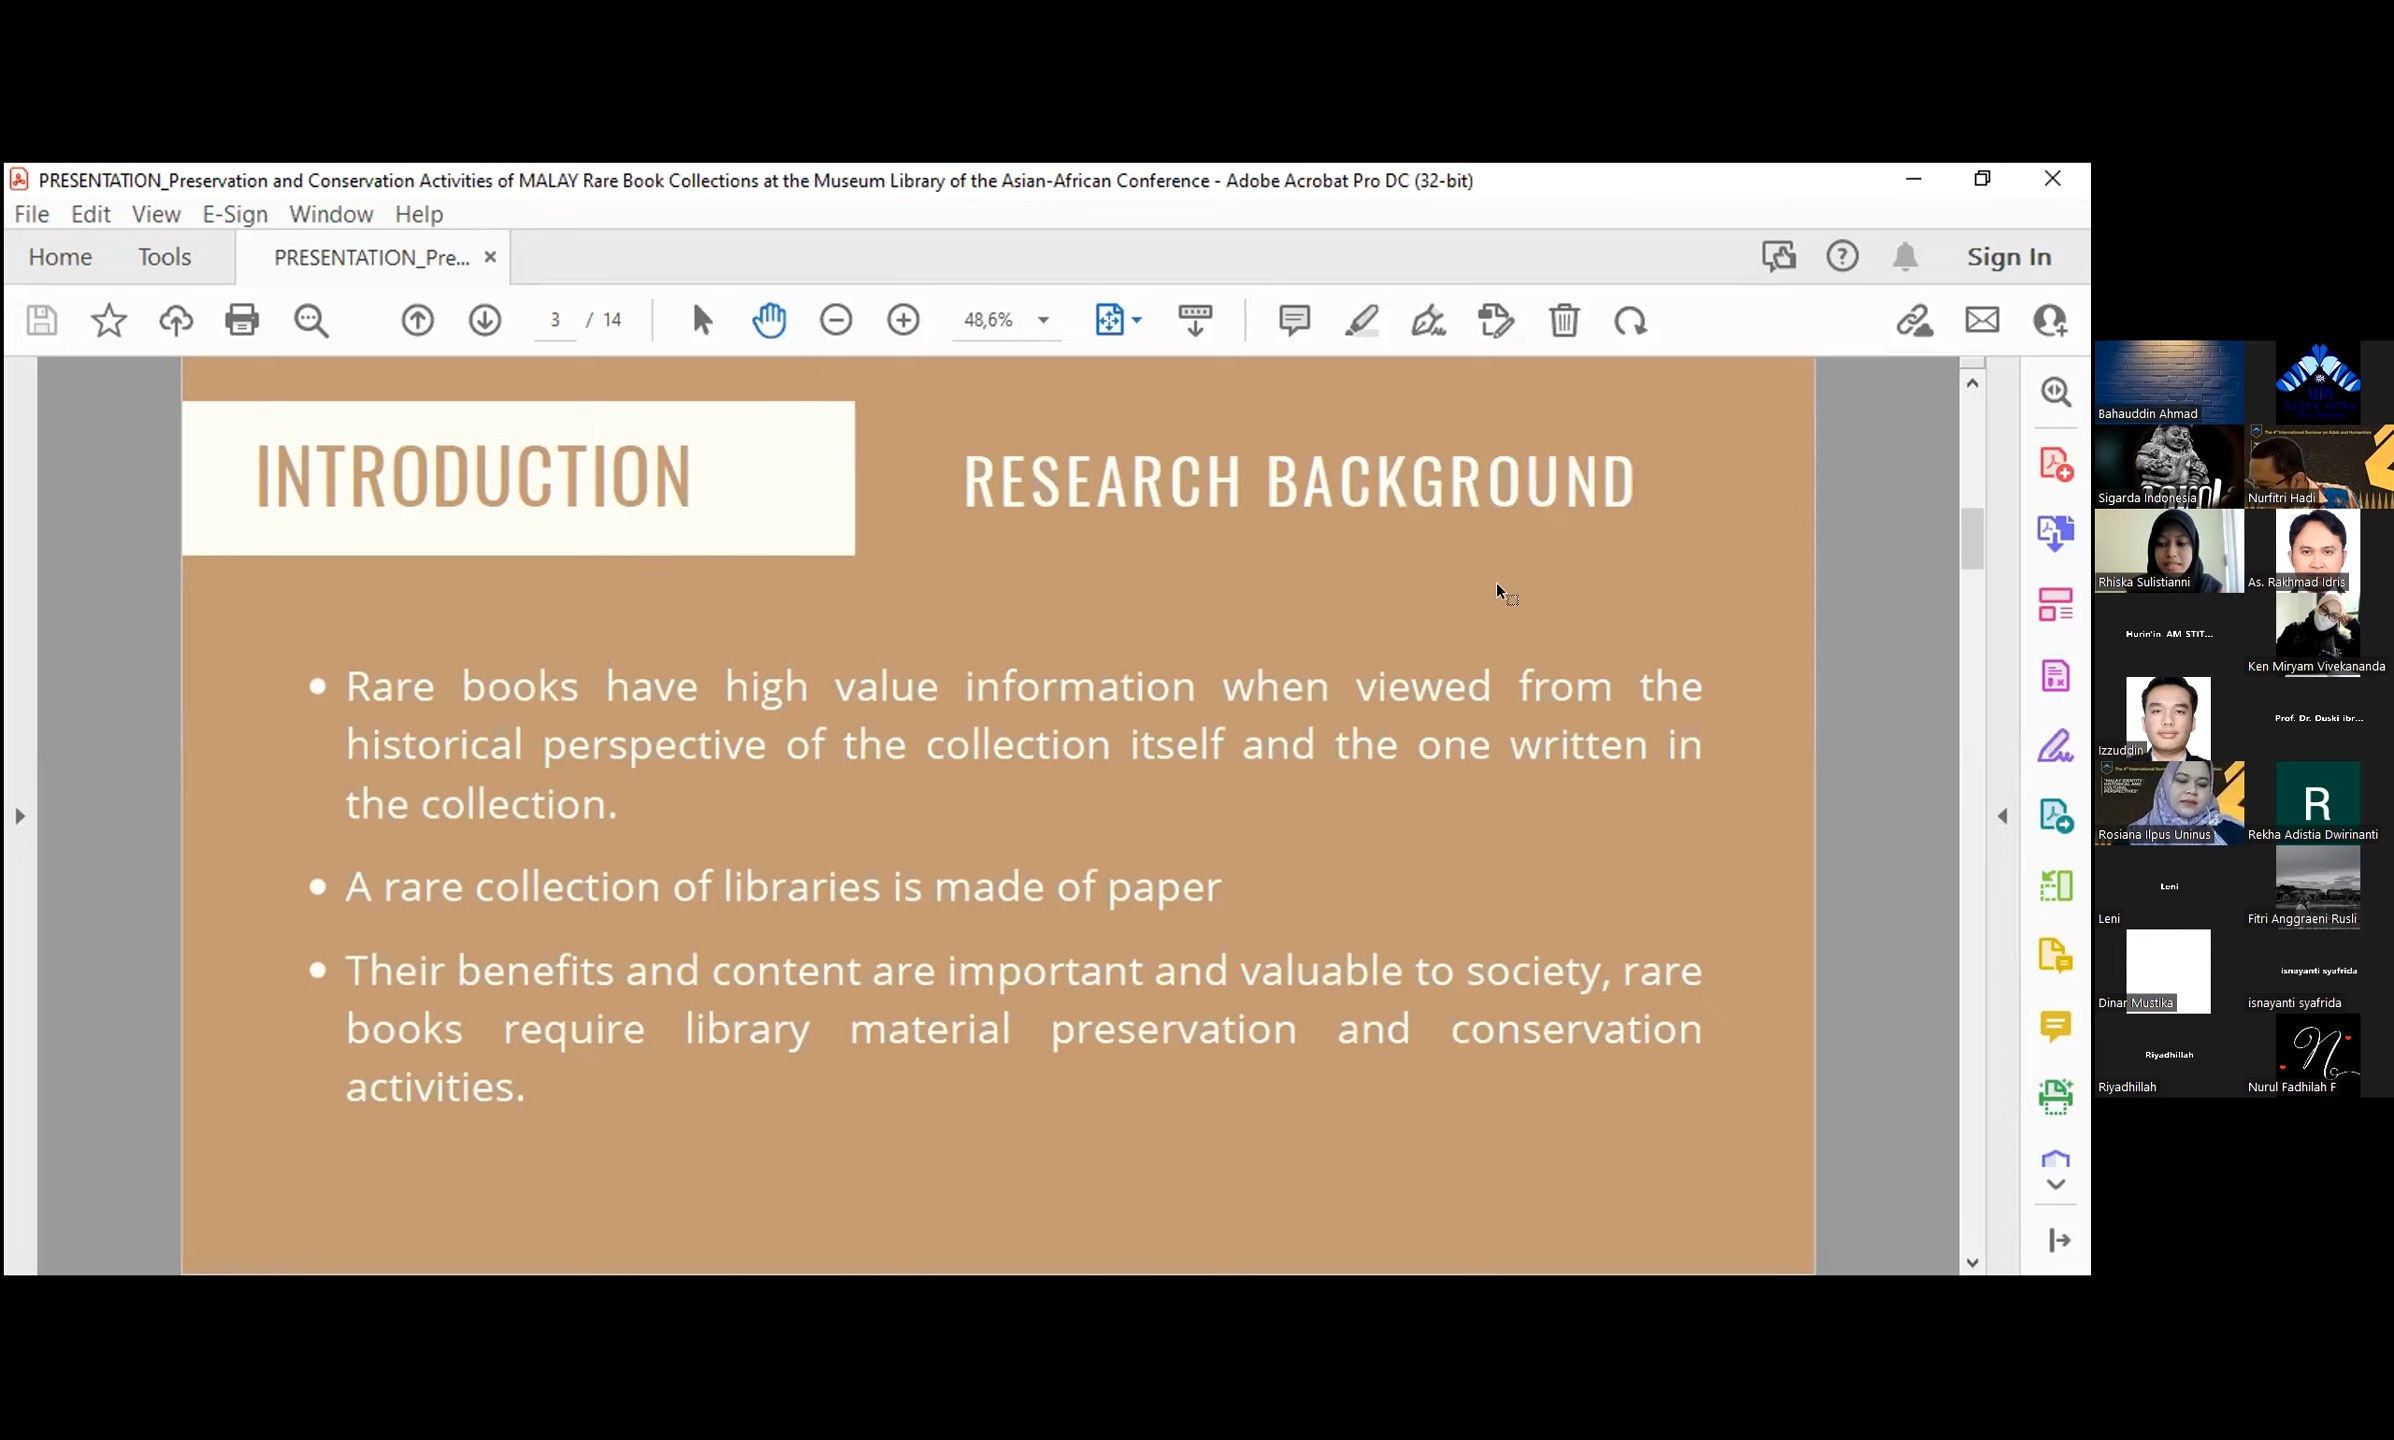 PRESENTATION_Preservation and Conservation Activities of MALAY Rare Book Collections at the Museum Library of the Asian-African Conference - Adobe Acrobat Pro DC (32-bit)
File Edit View E-Sign Window Help
Home Tools PRESENTATION_Pre... Sign In
3 / 14 48,6%
INTRODUCTION
RESEARCH BACKGROUND
• Rare books have high value information when viewed from the
historical perspective of the collection itself and the one written in
the collection.
• A rare collection of libraries is made of paper
• Their benefits and content are important and valuable to society, rare
books require library material preservation and conservation
activities.
Bahauddin Ahmad
Sigarda Indonesia
Nurfitri Hadi
Rhiska Sulistianni
As. Rakhmad Idris
Hurin'in AM STIT...
Ken Miryam Vivekananda
Izzuddin
Prof. Dr. Duski ibr...
"MALAY IDENTITY:
HISTORICAL AND
CULTURAL
PERSPECTIVES"
Rosiana Ilpus Uninus
R
Rekha Adistia Dwirinanti
Leni
Leni
Fitri Anggraeni Rusli
Dinar Mustika
isnayanti syafrida
isnayanti syafrida
Riyadhillah
Riyadhillah
Nurul Fadhilah F